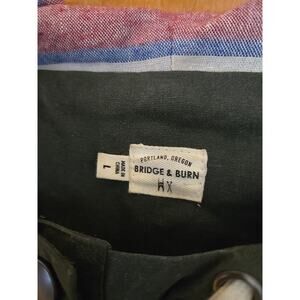 PORTLAND, OREGON
BRIDGE & BURN
L
MADE IN
CHINA